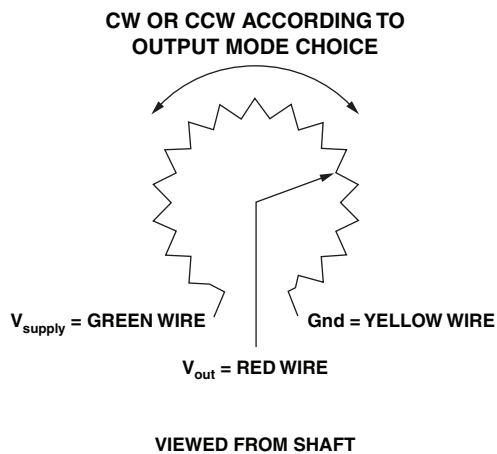 CW OR CCW ACCORDING TO
OUTPUT MODE CHOICE
Vsupply = GREEN WIRE
Gnd = YELLOW WIRE
Vout = RED WIRE
VIEWED FROM SHAFT